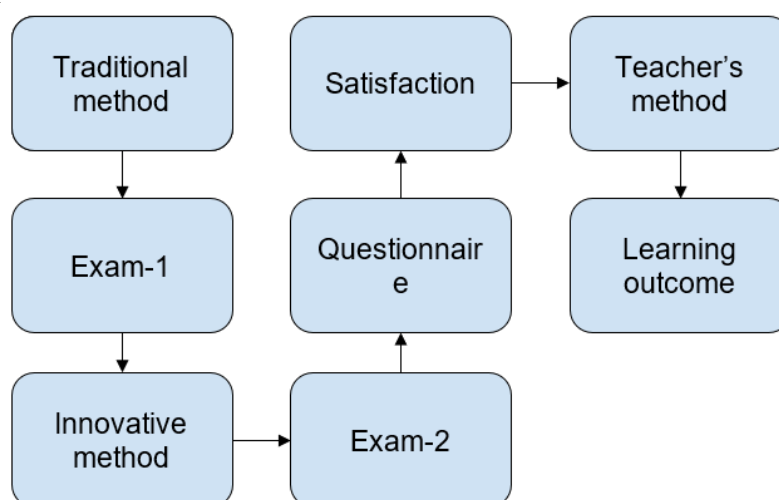 Traditional
method
Exam-1
Innovative
method
Exam-2
Questionnair
e
Satisfaction
Teacher’s
method
Learning
outcome